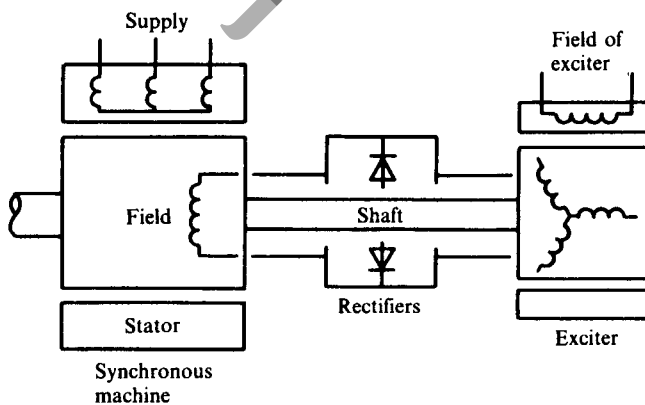 Supply
Field of
exciter
Field
Shaft
Rectifiers
Stator
Exciter
Synchronous
machine